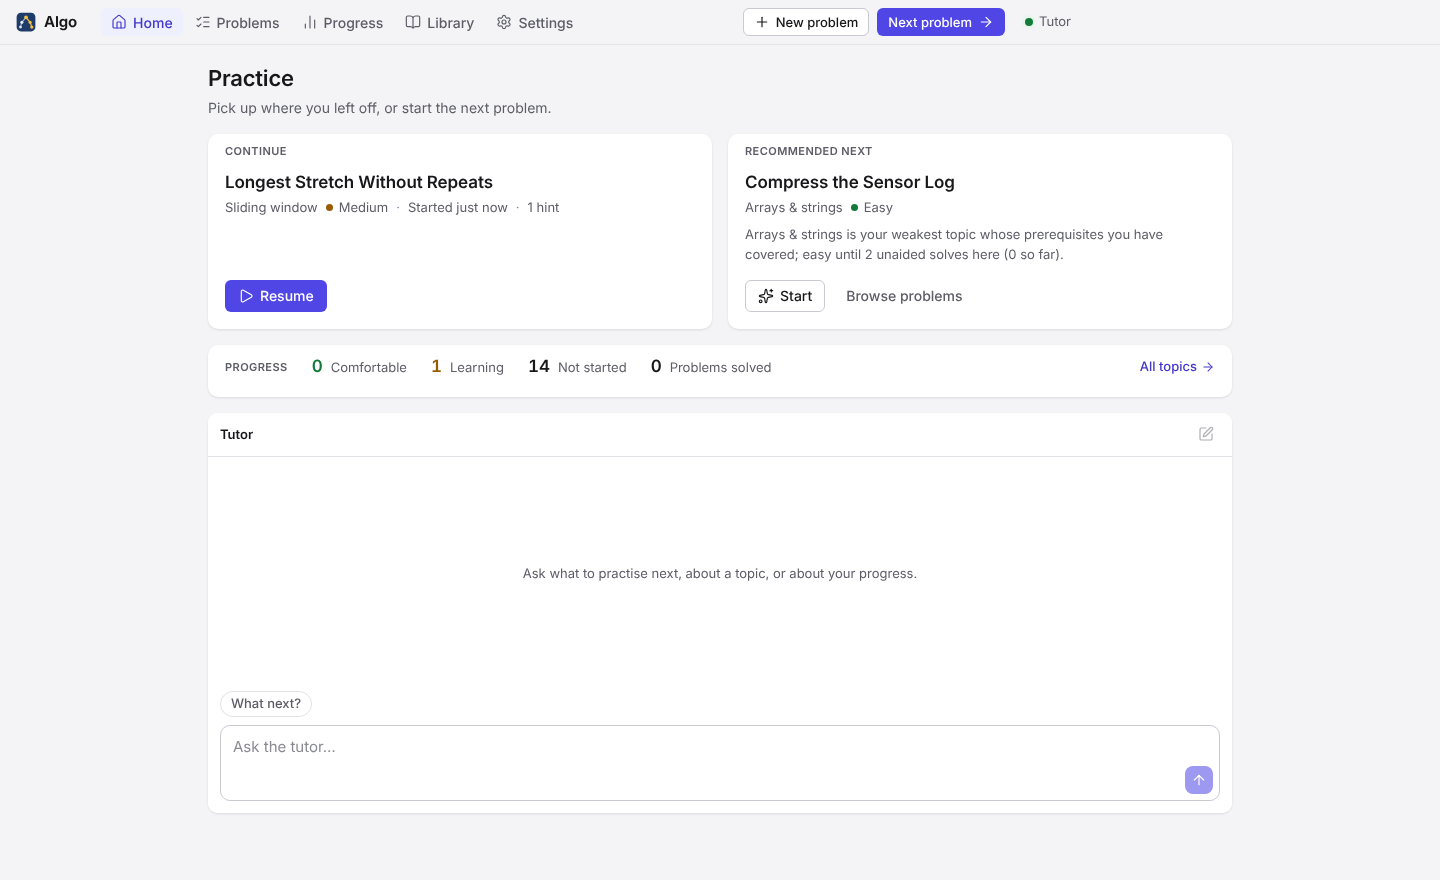 Algo
Home
Problems
Progress
Library
Settings
New problem
Next problem
Tutor
Practice
Pick up where you left off, or start the next problem.
CONTINUE
Longest Stretch Without Repeats
Sliding window Medium · Started just now · 1 hint
Resume
RECOMMENDED NEXT
Compress the Sensor Log
Arrays & strings Easy
Arrays & strings is your weakest topic whose prerequisites you have
covered; easy until 2 unaided solves here (0 so far).
Start
Browse problems
PROGRESS 0 Comfortable 1 Learning 14 Not started 0 Problems solved
All topics
Tutor
Ask what to practise next, about a topic, or about your progress.
What next?
Ask the tutor...